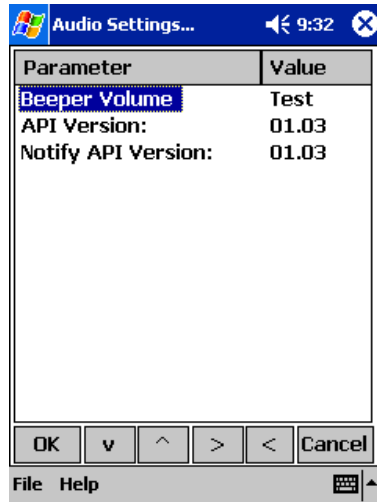 Audio Settings... 9:32
Parameter Value
Beeper Volume Test
API Version: 01.03
Notify API Version: 01.03
OK v ^ > < Cancel
File Help